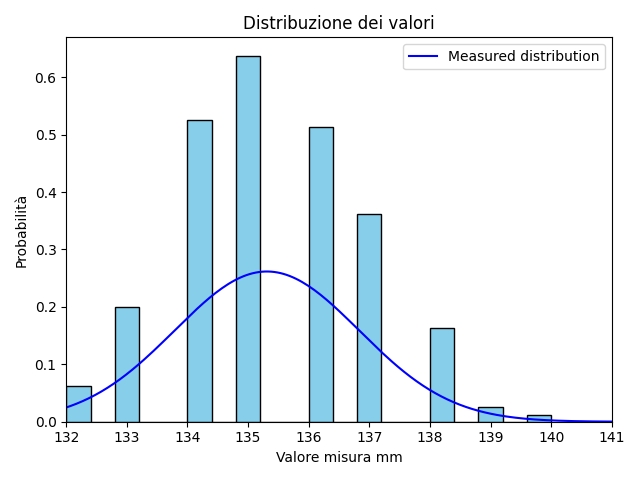 Distribuzione dei valori
Measured distribution
Probabilità
0.6
0.5
0.4
0.3
0.2
0.1
0.0
132 133 134 135 136 137 138 139 140 141
Valore misura mm